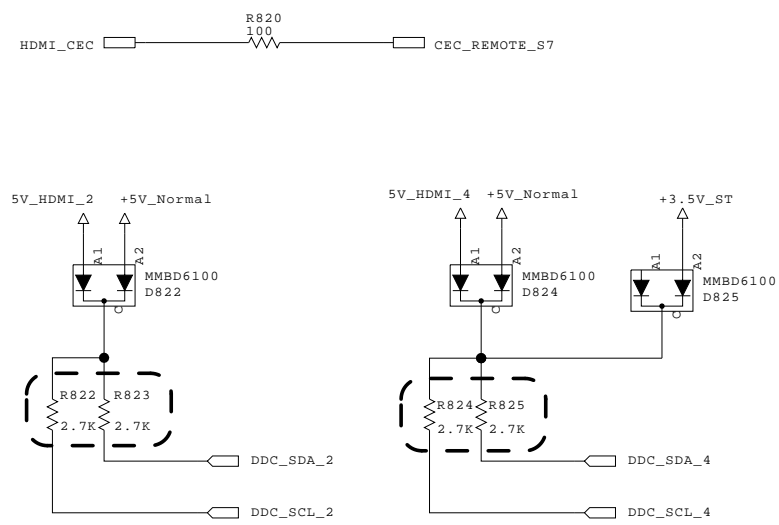 R820
100
HDMI_CEC
CEC_REMOTE_S7
5V_HDMI_2
+5V_Normal
A1
A2
MMBD6100
D822
C
R822
R823
2.7K
2.7K
DDC_SDA_2
DDC_SCL_2
5V_HDMI_4
+5V_Normal
+3.5V_ST
A1
A2
MMBD6100
D824
C
A1
A2
MMBD6100
D825
C
R824
R825
2.7K
2.7K
DDC_SDA_4
DDC_SCL_4